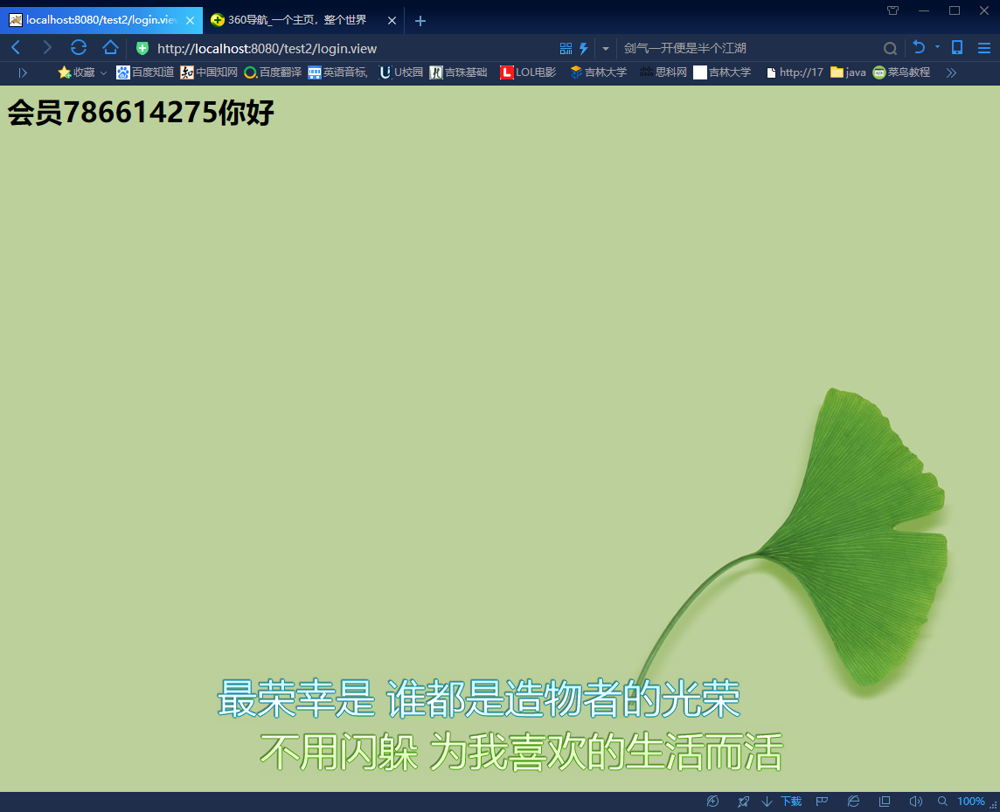 localhost:8080/test2/login.view
360导航_一个主页，整个世界
http://localhost:8080/test2/login.view
剑气一开便是半个江湖
收藏 百度知道 中国知网 百度翻译 英语音标, U校园 吉珠基础 LOL电影 吉林大学 思科网 吉林大学 http://17 java 菜鸟教程
会员786614275你好
最荣幸是 谁都是造物者的光荣
不用闪躲 为我喜欢的生活而活
下载 100%